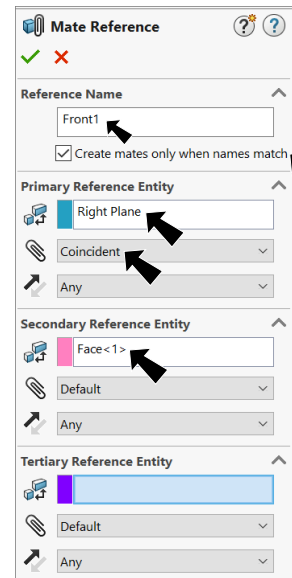 Mate Reference
Reference Name
Front1
Create mates only when names match
Primary Reference Entity
Right Plane
Coincident
Any
Secondary Reference Entity
Face<1>
Default
Any
Tertiary Reference Entity
Default
Any